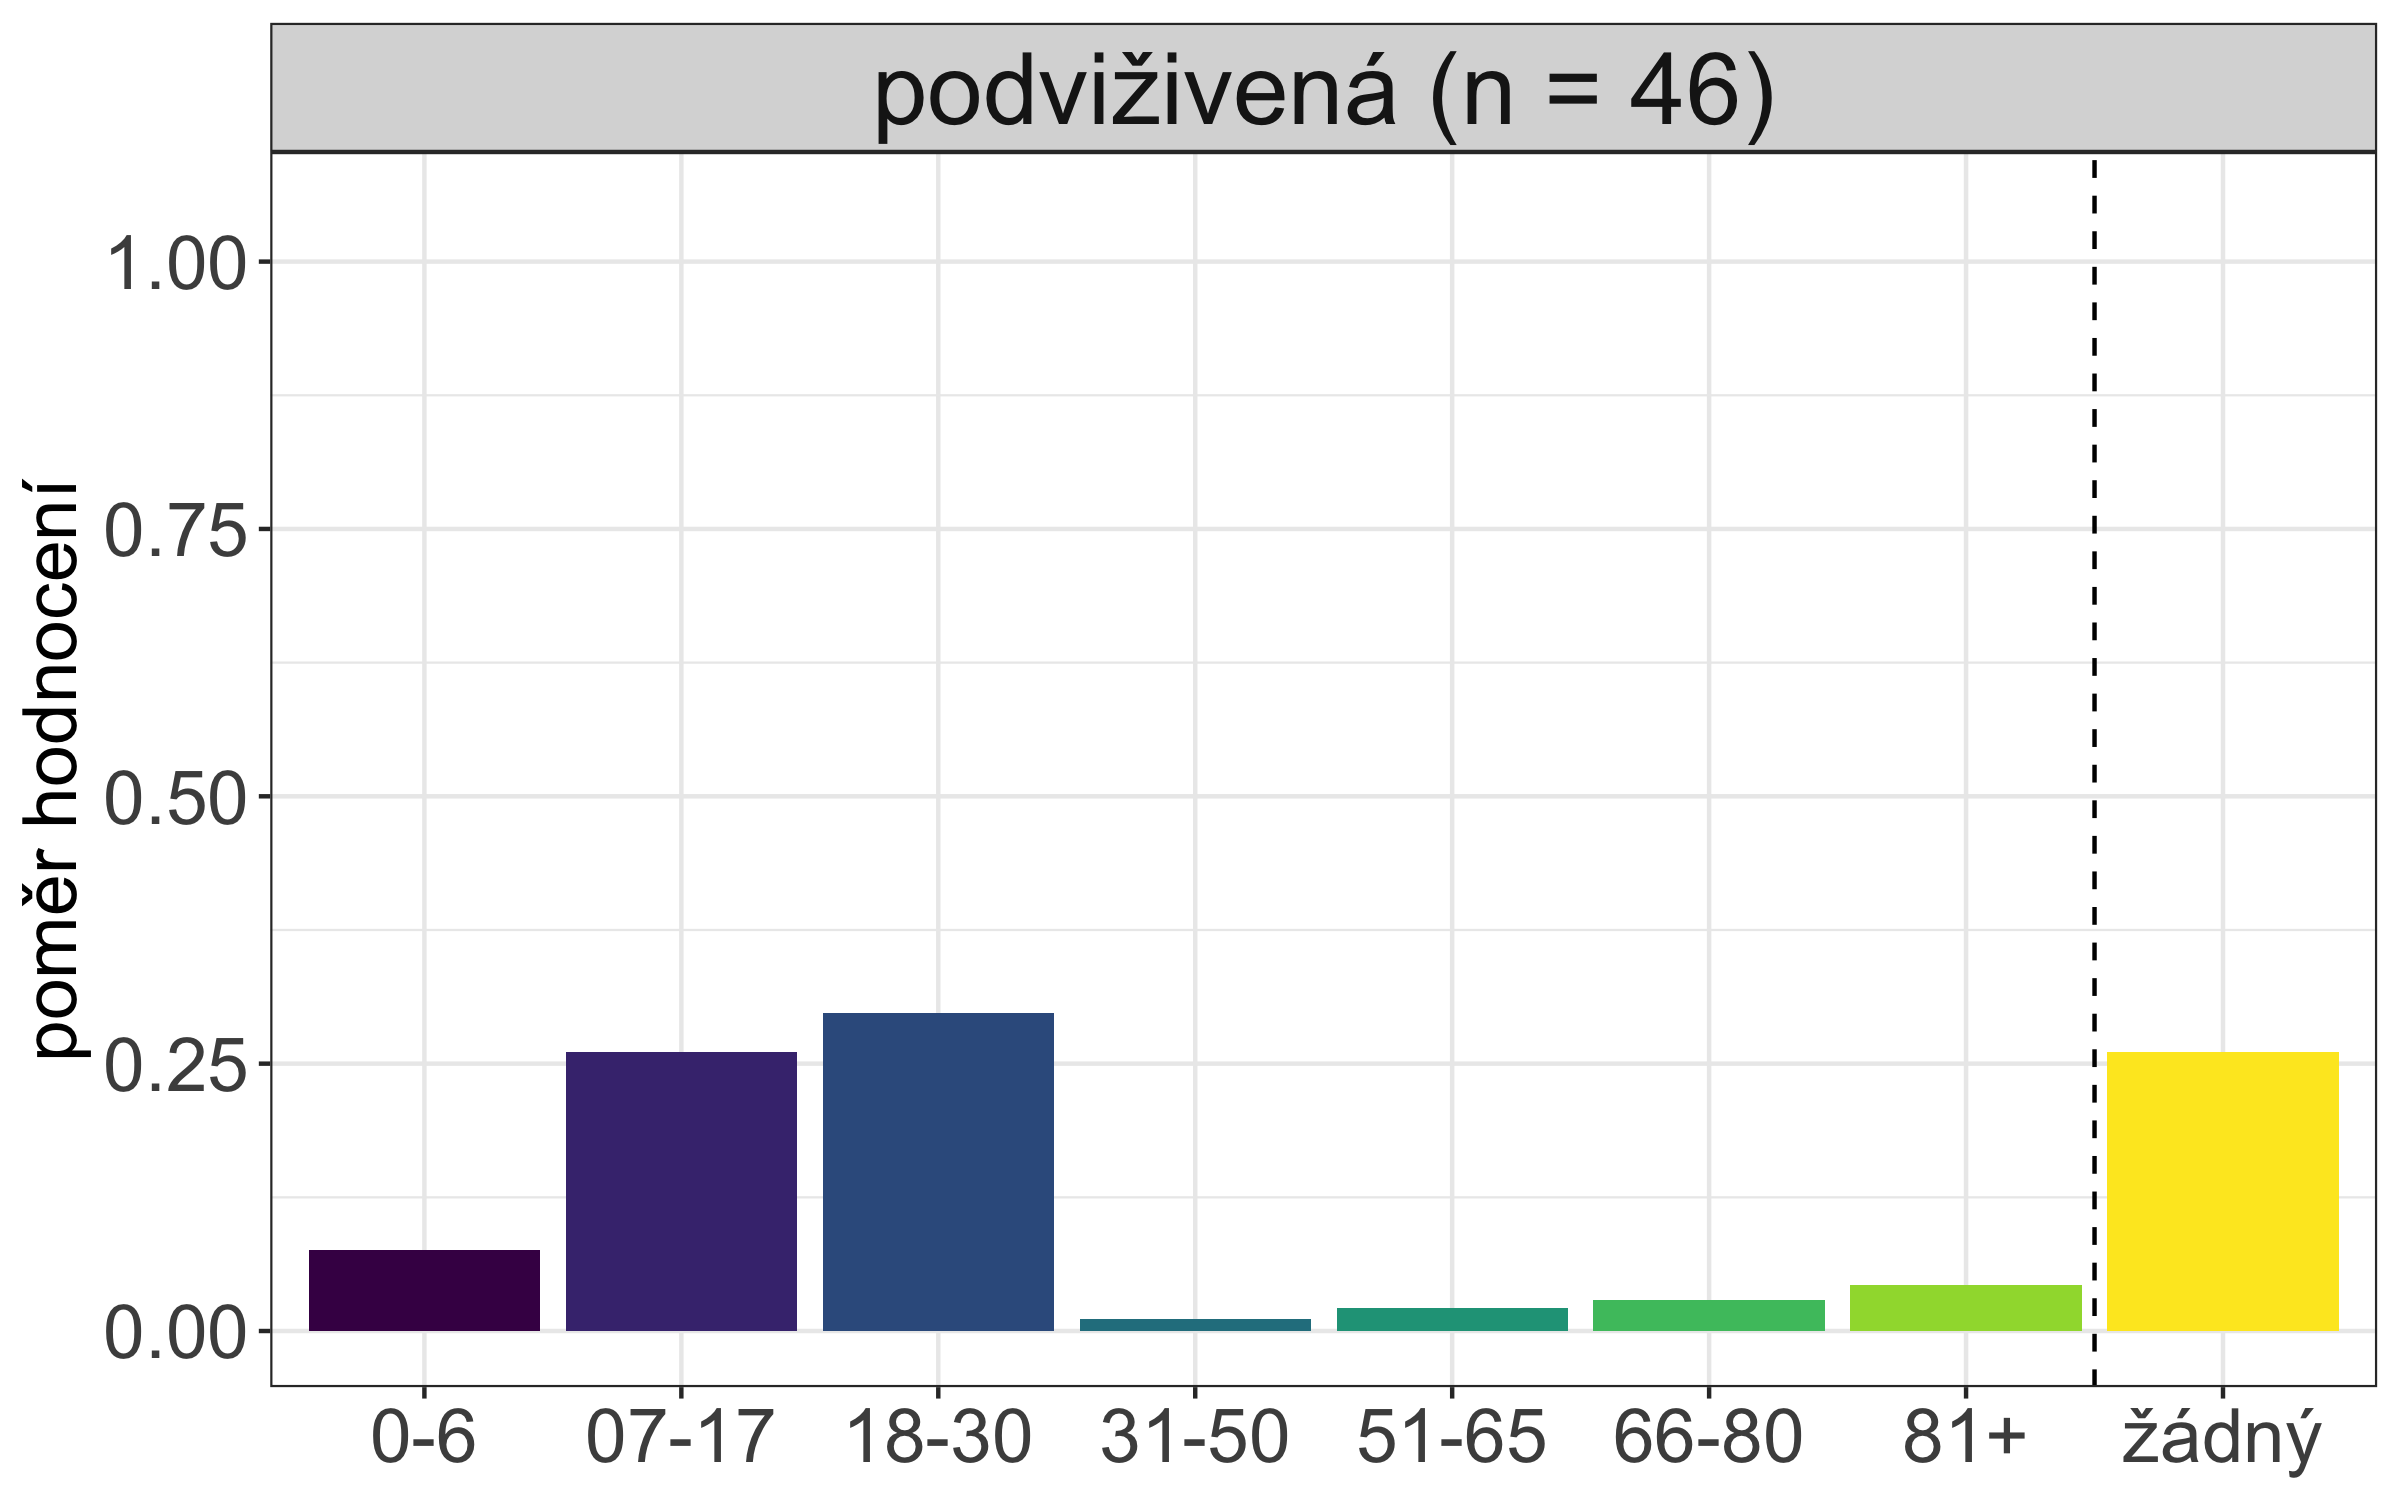 podviživená (n = 46)
poměr hodnocení
1.00
0.75
0.50
0.25
0.00
0-6 07-17 18-30 31-50 51-65 66-80 81+ žádný